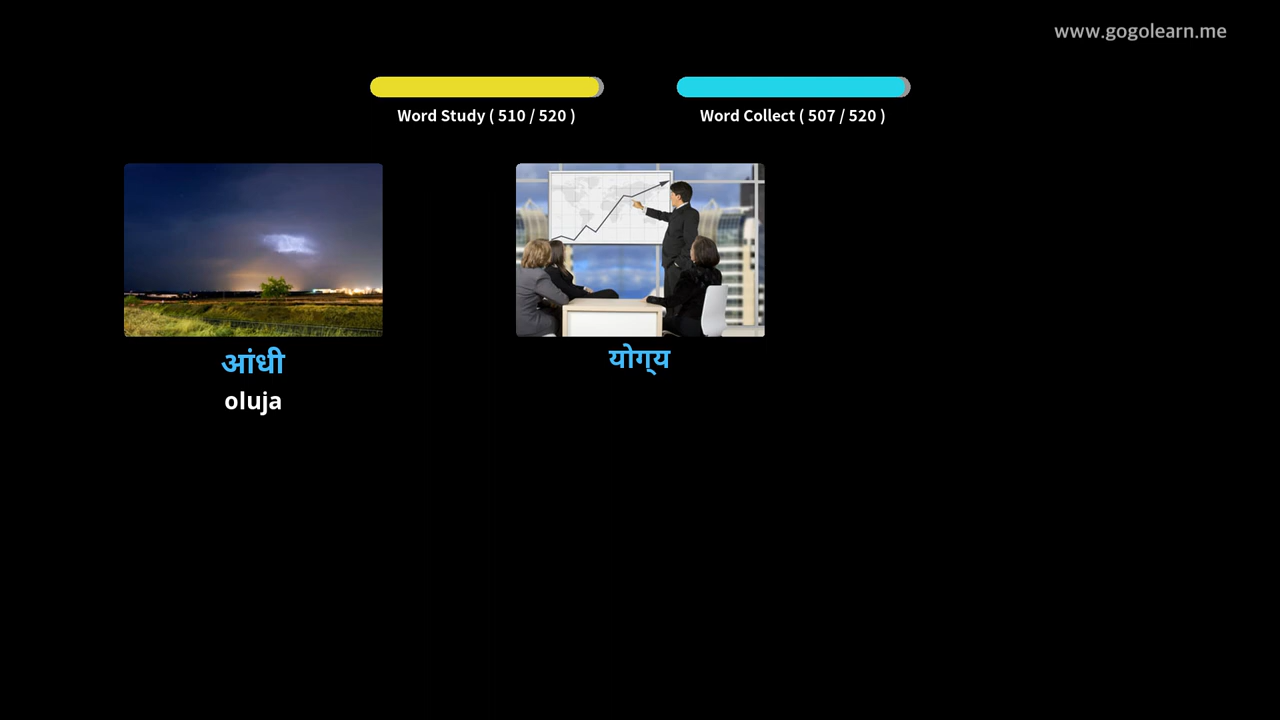 www.gogolearn.me
Word Study ( 510 / 520 )
Word Collect ( 507 / 520 )
आंधी
oluja
योग्य